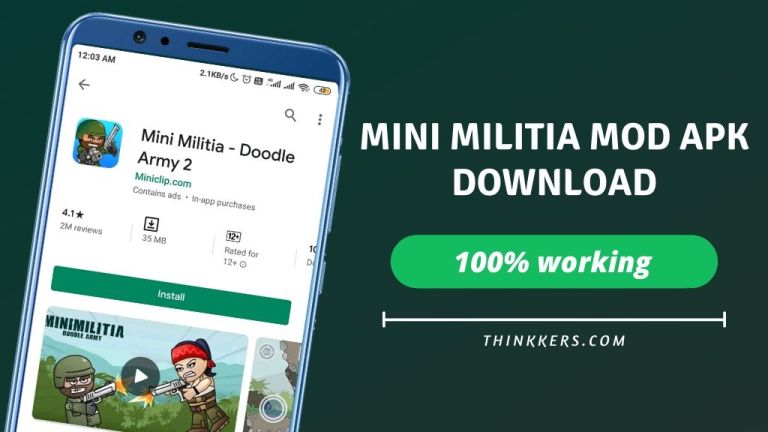 12:03 AM
2.1KB/s
47
Mini Militia - Doodle
Army 2
Miniclip.com
Contains ads • In-app purchases
4.1★
2M reviews
35 MB
12+
Rated for
12+
Install
MINIMILITIA
DOODLE ARMY
MINI MILITIA MOD APK
DOWNLOAD
100% working
THINKKERS.COM